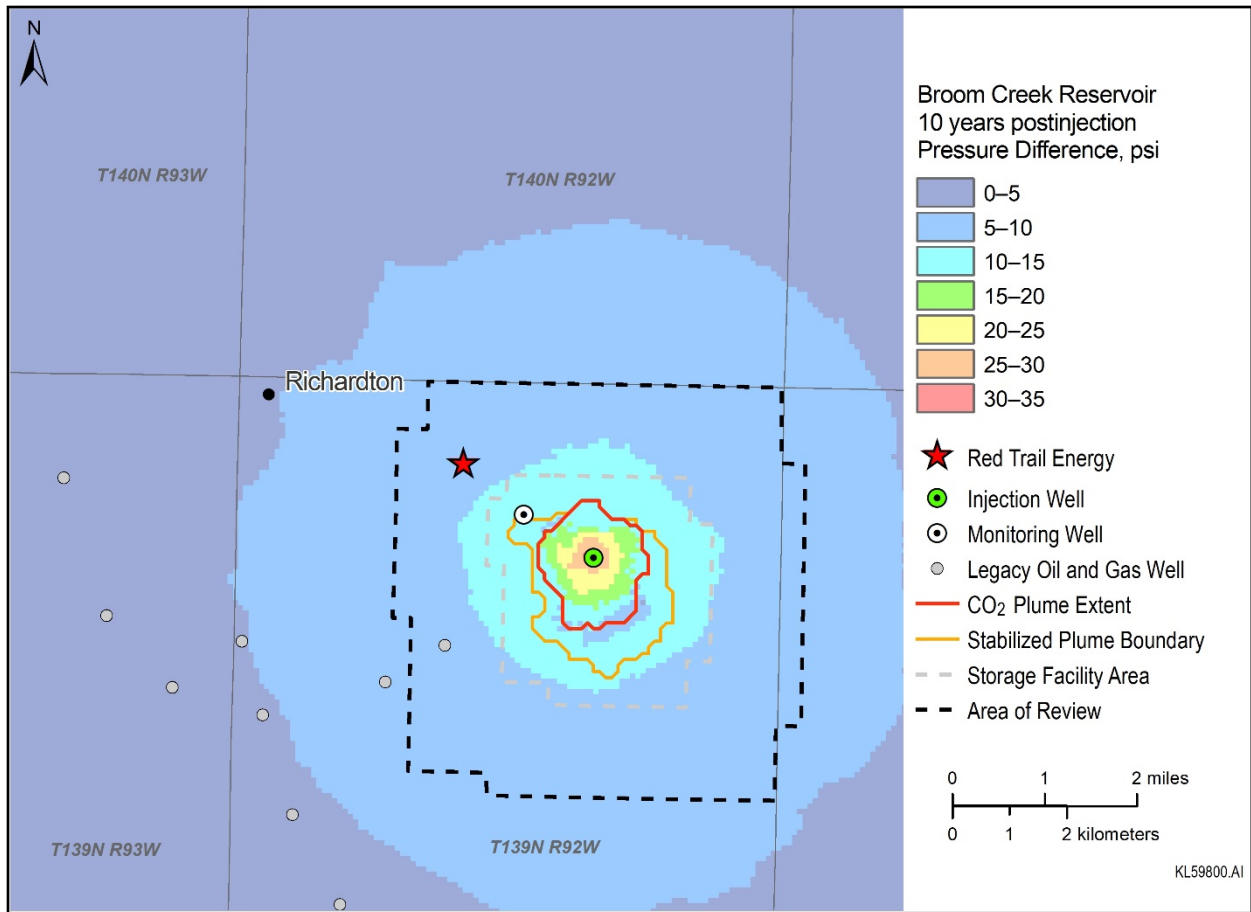 N
T140N R93W
T140N R92W
Richardton
T139N R93W
T139N R92W
Broom Creek Reservoir
10 years postinjection
Pressure Difference, psi
0–5
5–10
10–15
15–20
20–25
25–30
30–35
Red Trail Energy
Injection Well
Monitoring Well
Legacy Oil and Gas Well
CO2 Plume Extent
Stabilized Plume Boundary
Storage Facility Area
Area of Review
0 1 2 miles
0 1 2 kilometers
KL59800.AI